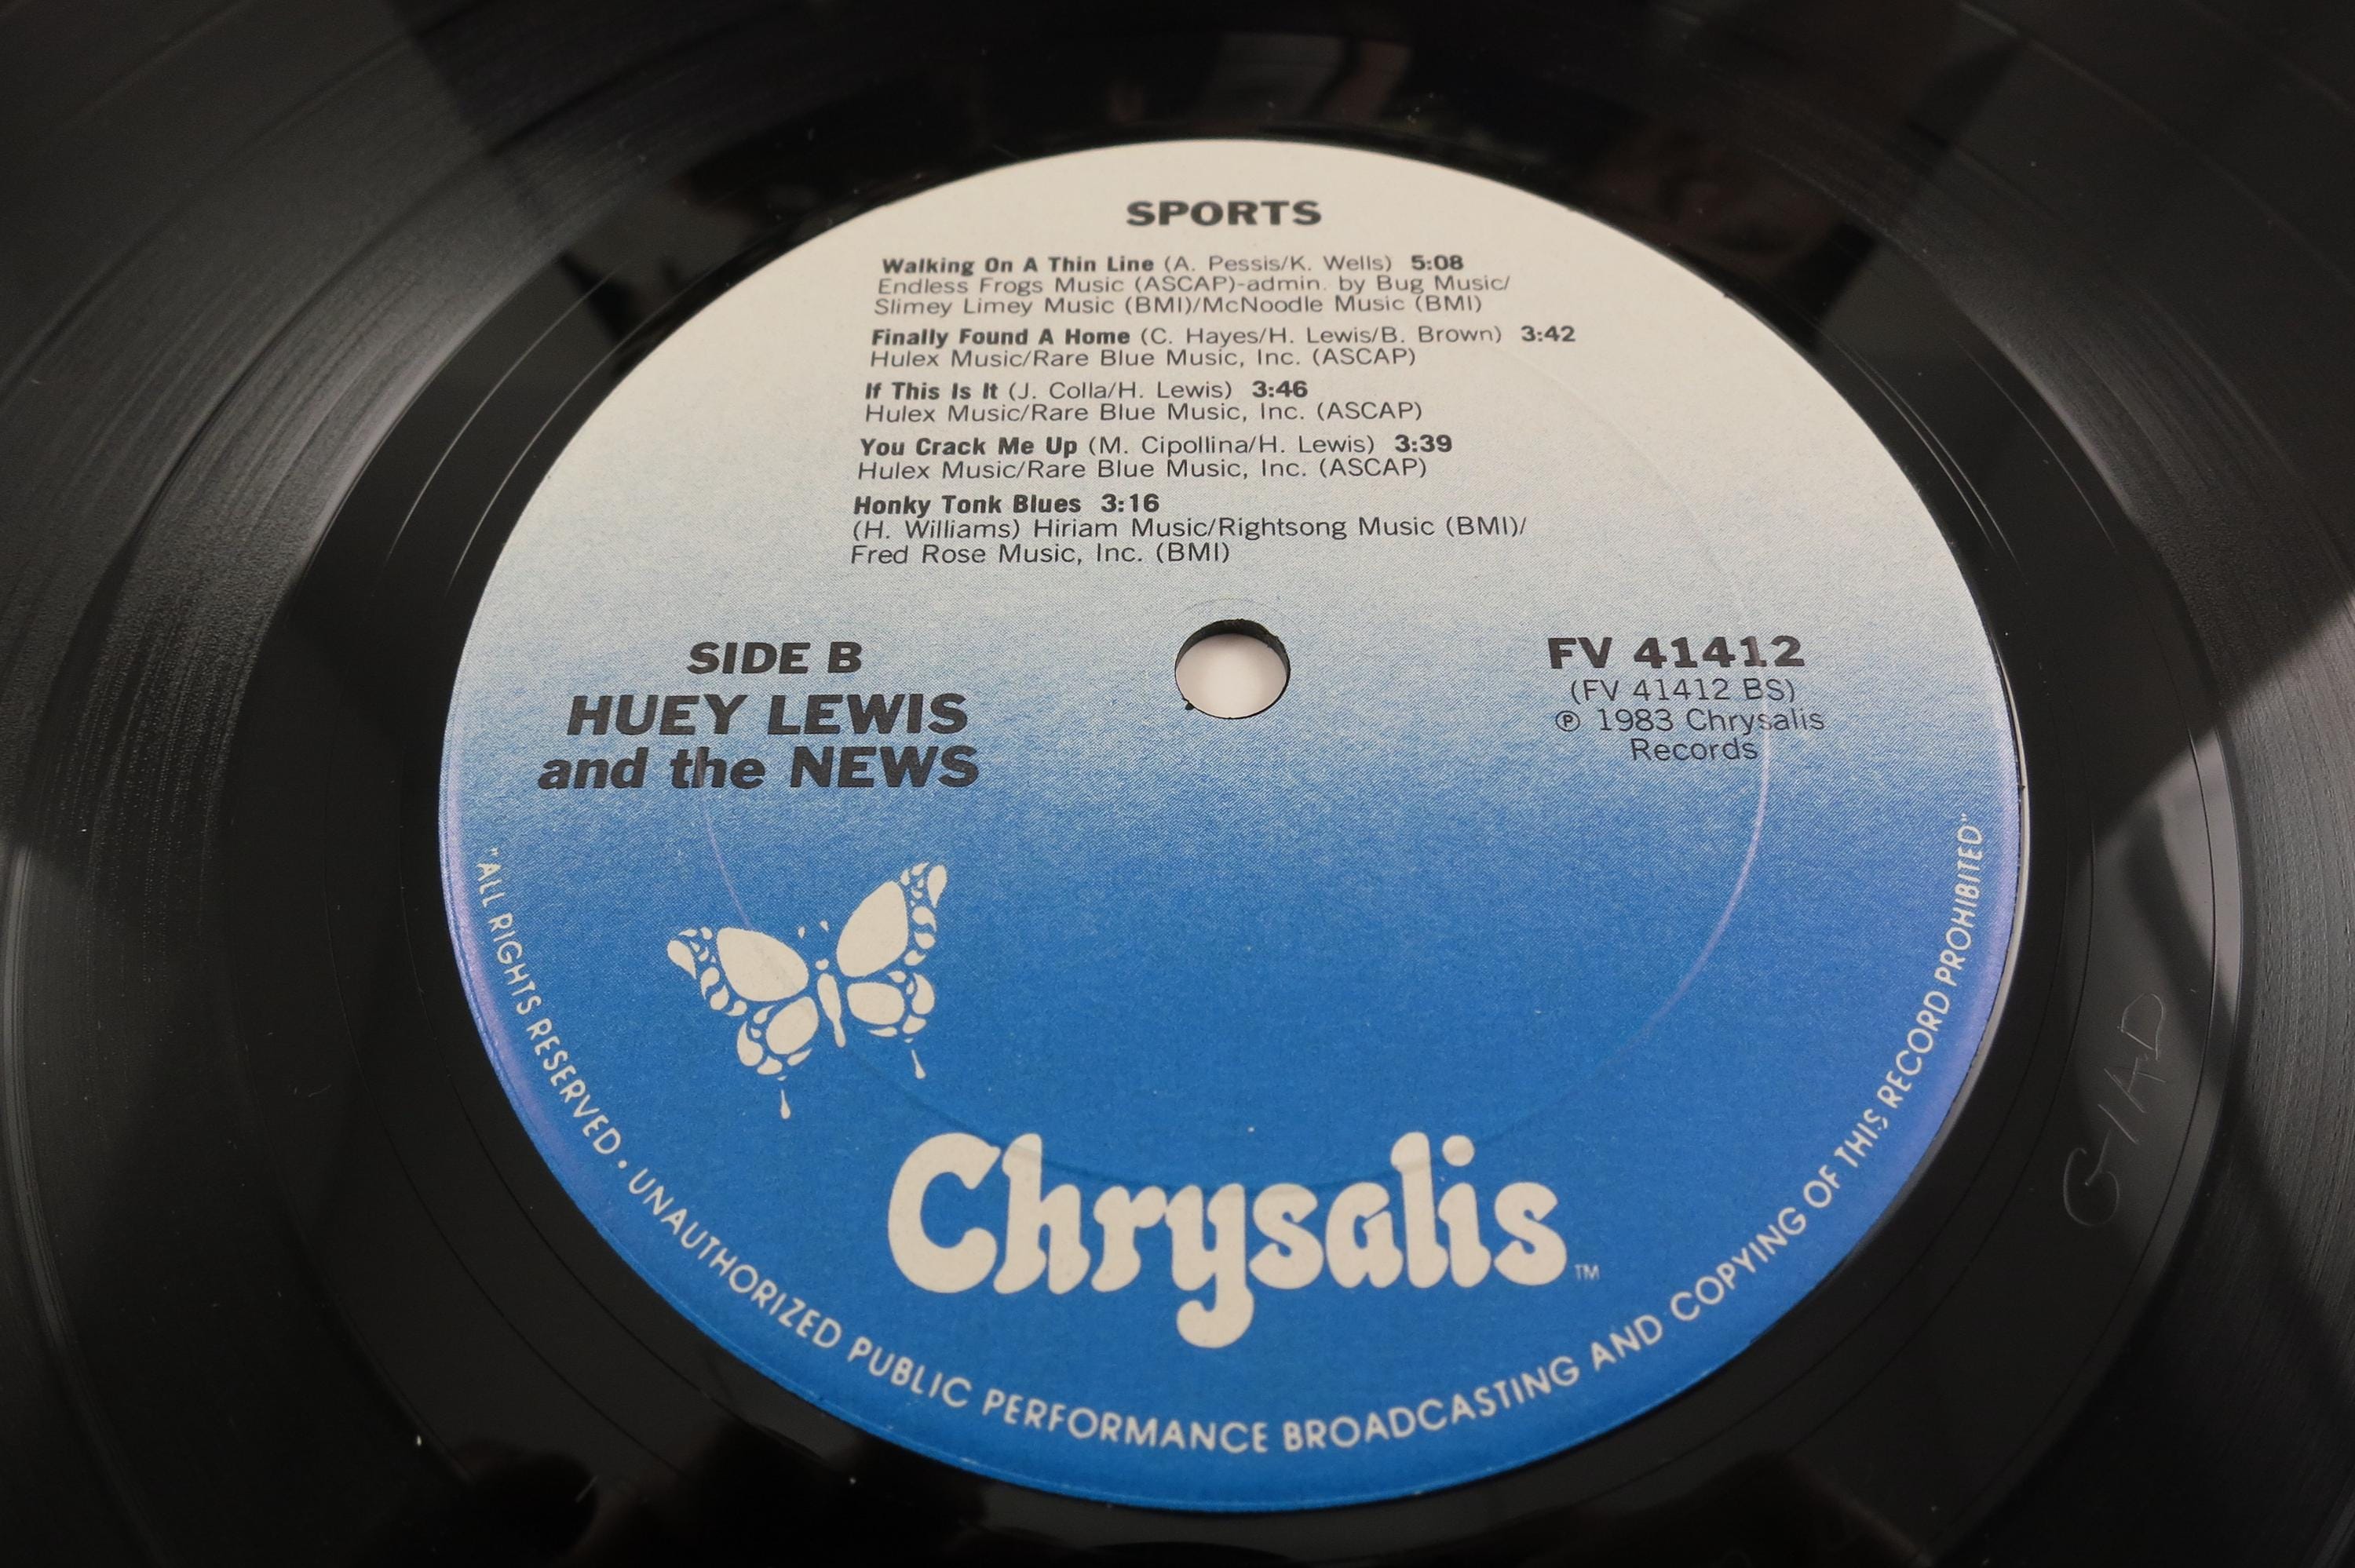 SPORTS
Walking On A Thin Line (A. Pessis/K. Wells) 5:08
Endless Frogs Music (ASCAP)-admin. by Bug Music/
Slimey Limey Music (BMI)/McNoodle Music (BMI)
Finally Found A Home (C. Hayes/H. Lewis/B. Brown) 3:42
Hulex Music/Rare Blue Music, Inc. (ASCAP)
If This Is It (J. Colla/H. Lewis) 3:46
Hulex Music/Rare Blue Music, Inc. (ASCAP)
You Crack Me Up (M. Cipollina/H. Lewis) 3:39
Hulex Music/Rare Blue Music, Inc. (ASCAP)
Honky Tonk Blues 3:16
(H. Williams) Hiriam Music/Rightsong Music (BMI)/
Fred Rose Music, Inc. (BMI)
SIDE B
HUEY LEWIS
and the NEWS
FV 41412
(FV 41412 BS)
℗ 1983 Chrysalis
Records
Chrysalis™
"ALL RIGHTS RESERVED • UNAUTHORIZED PUBLIC PERFORMANCE BROADCASTING AND COPYING OF THIS RECORD PROHIBITED"